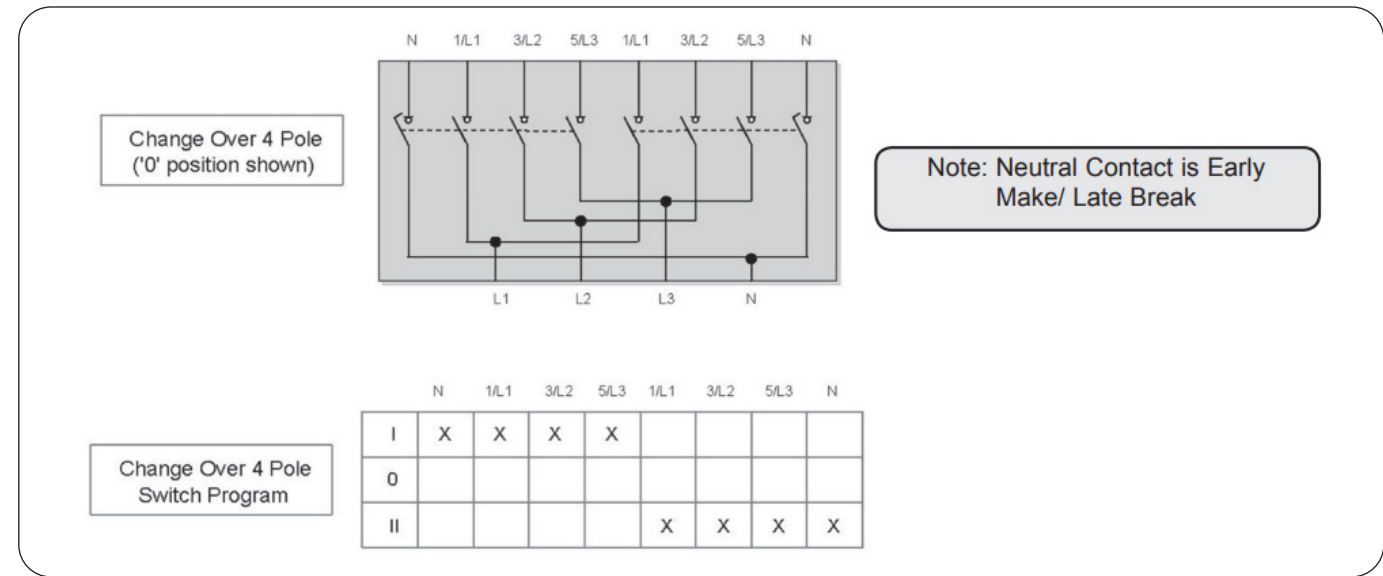 N 1/L1 3/L2 5/L3 1/L1 3/L2 5/L3 N
Change Over 4 Pole
('0' position shown)
Note: Neutral Contact is Early
Make/ Late Break
L1 L2 L3 N
N 1/L1 3/L2 5/L3 1/L1 3/L2 5/L3 N
I X X X X
Change Over 4 Pole
Switch Program
0
II X X X X